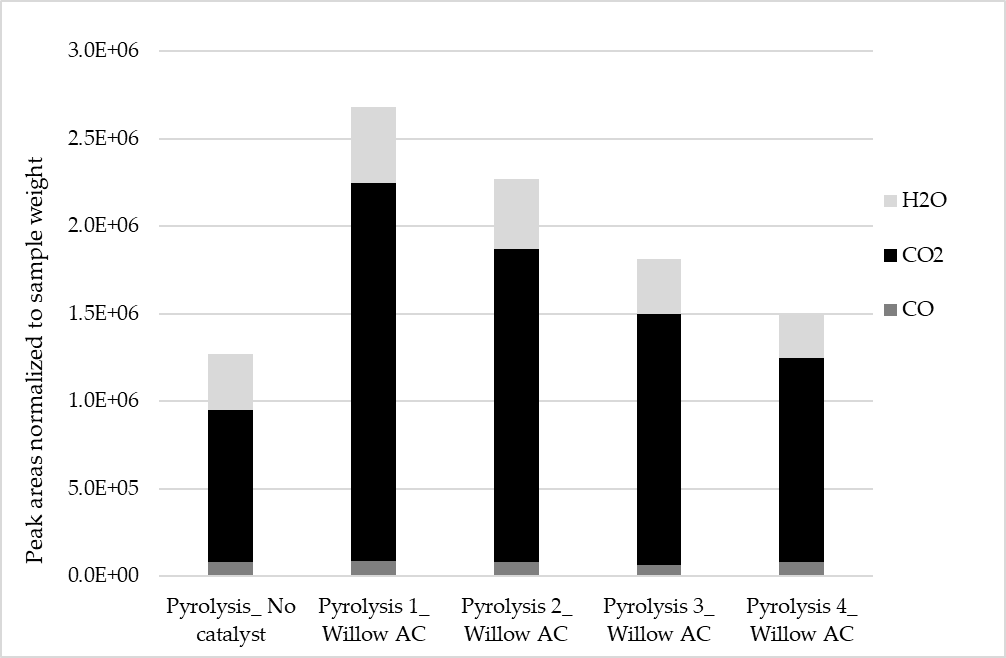 3.0E+06
2.5E+06
2.0E+06
1.5E+06
1.0E+06
5.0E+05
0.0E+00
Peak areas normalized to sample weight
Pyrolysis_ No
catalyst
Pyrolysis 1_
Willow AC
Pyrolysis 2_
Willow AC
Pyrolysis 3_
Willow AC
Pyrolysis 4_
Willow AC
H2O
CO2
CO